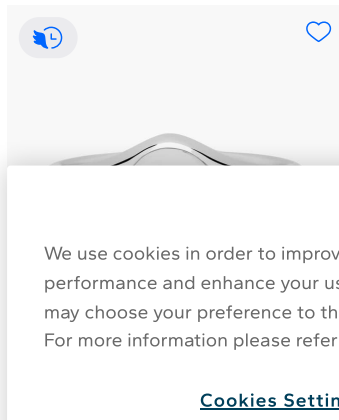 We use cookies in order to improv
performance and enhance your us
may choose your preference to th
For more information please refer
Cookies Settin